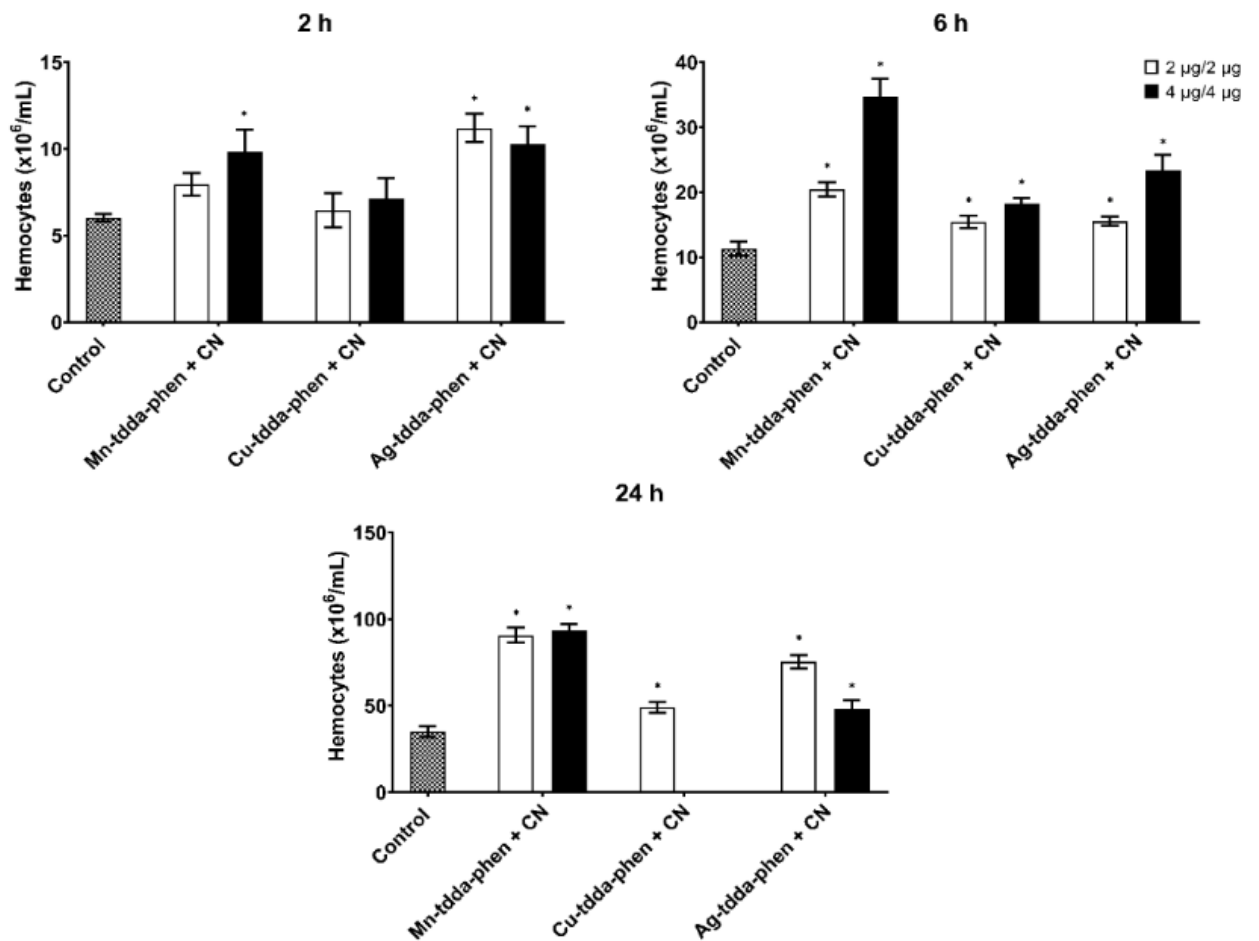 2 h
Hemocytes (x10⁶/mL)
15
10
5
0
*
*
*
Control
Mn-tdda-phen + CN
Cu-tdda-phen + CN
Ag-tdda-phen + CN
6 h
2 µg/2 µg
4 µg/4 µg
Hemocytes (x10⁶/mL)
40
30
20
10
0
*
*
*
*
*
*
Control
Mn-tdda-phen + CN
Cu-tdda-phen + CN
Ag-tdda-phen + CN
24 h
Hemocytes (x10⁶/mL)
150
100
50
0
*
*
*
*
*
Control
Mn-tdda-phen + CN
Cu-tdda-phen + CN
Ag-tdda-phen + CN